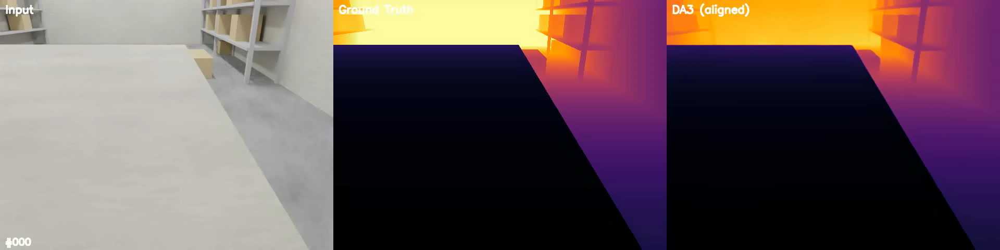 Input
Ground Truth
DA3 (aligned)
#000